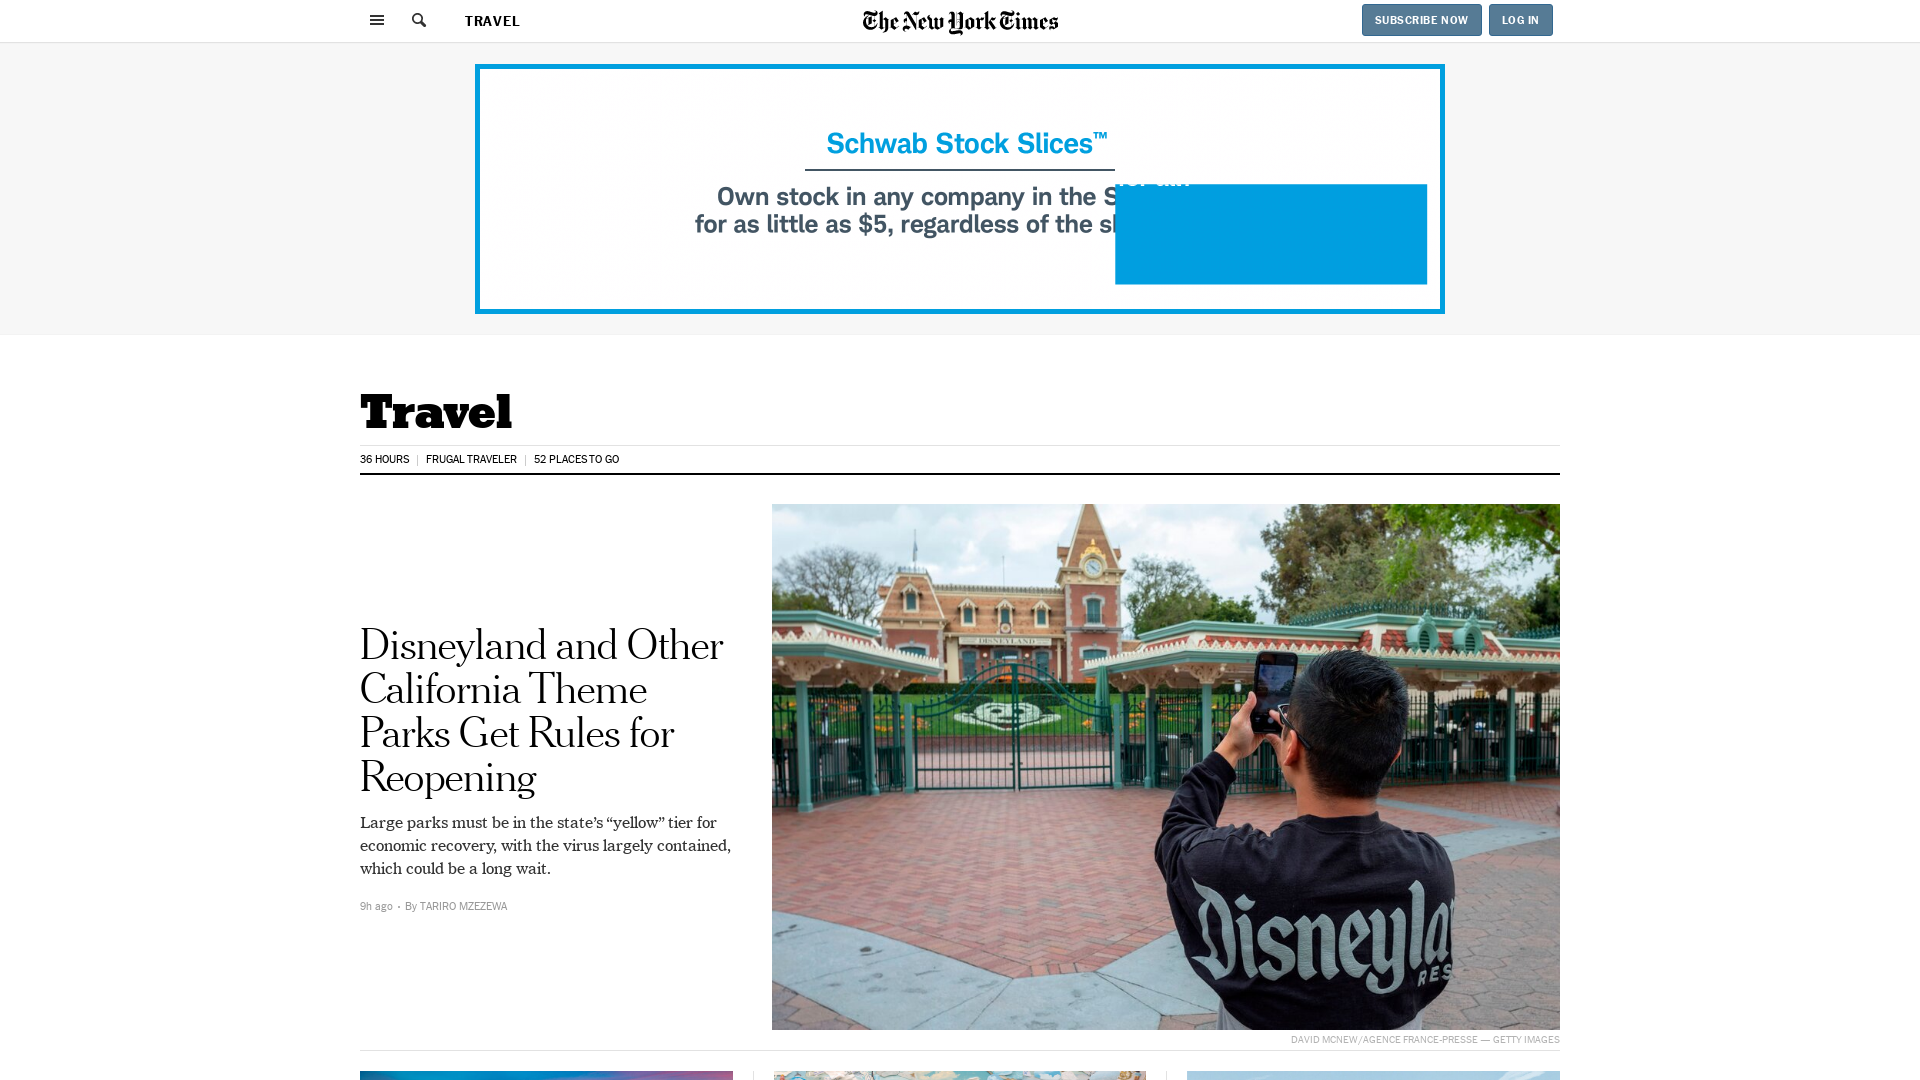 TRAVEL
The New York Times
SUBSCRIBE NOW
LOG IN
Schwab Stock Slices™
Own stock in any company in the S
for as little as $5, regardless of the sl
Travel
36 HOURS
FRUGAL TRAVELER
52 PLACES TO GO
Disneyland and Other
California Theme
Parks Get Rules for
Reopening
Large parks must be in the state’s “yellow” tier for
economic recovery, with the virus largely contained,
which could be a long wait.
9h ago • By TARIRO MZEZEWA
DISNEYLAND
Disneyla
RES
DAVID MCNEW/AGENCE FRANCE-PRESSE — GETTY IMAGES